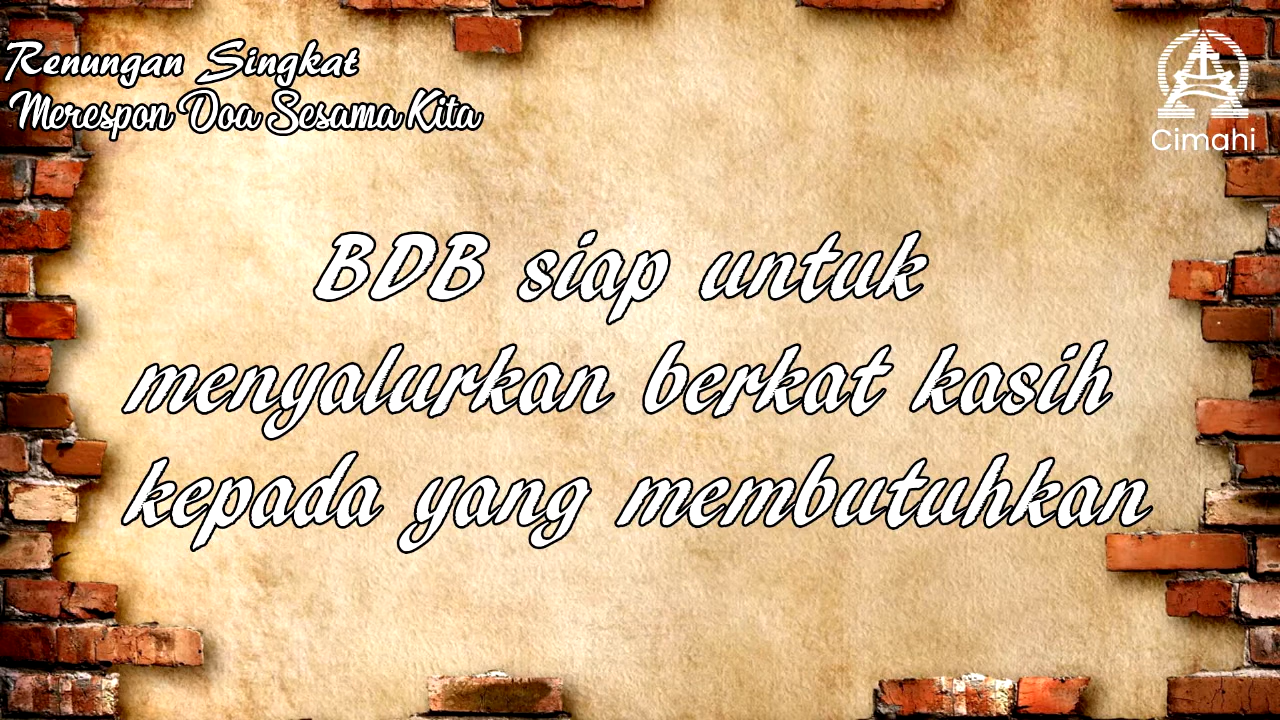 Renungan Singkat
Merespon Doa Sesama Kita
Cimahi
BDB siap untuk
menyalurkan berkat kasih
kepada yang membutuhkan